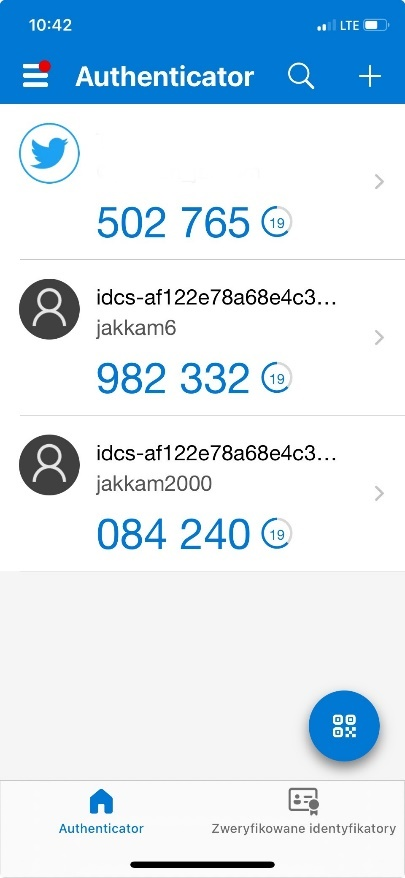 10:42
LTE
Authenticator
502 765
19
idcs-af122e78a68e4c3...
jakkam6
982 332
19
idcs-af122e78a68e4c3...
jakkam2000
084 240
19
Authenticator
Zweryfikowane identyfikatory